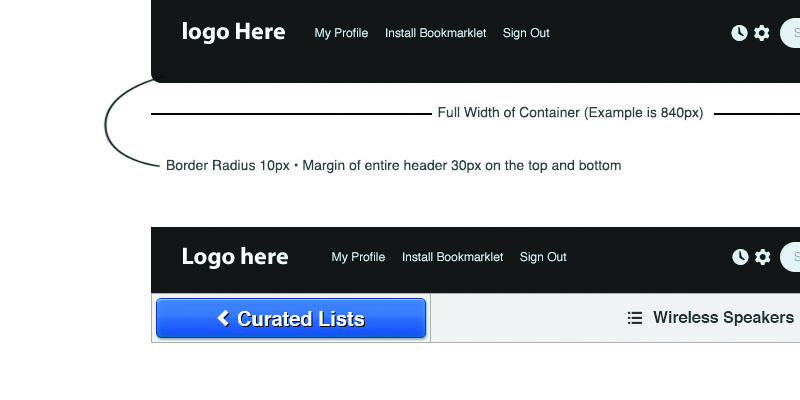 logo Here My Profile Install Bookmarklet Sign Out S
Full Width of Container (Example is 840px)
Border Radius 10px • Margin of entire header 30px on the top and bottom
Logo here My Profile Install Bookmarklet Sign Out S
Curated Lists Wireless Speakers